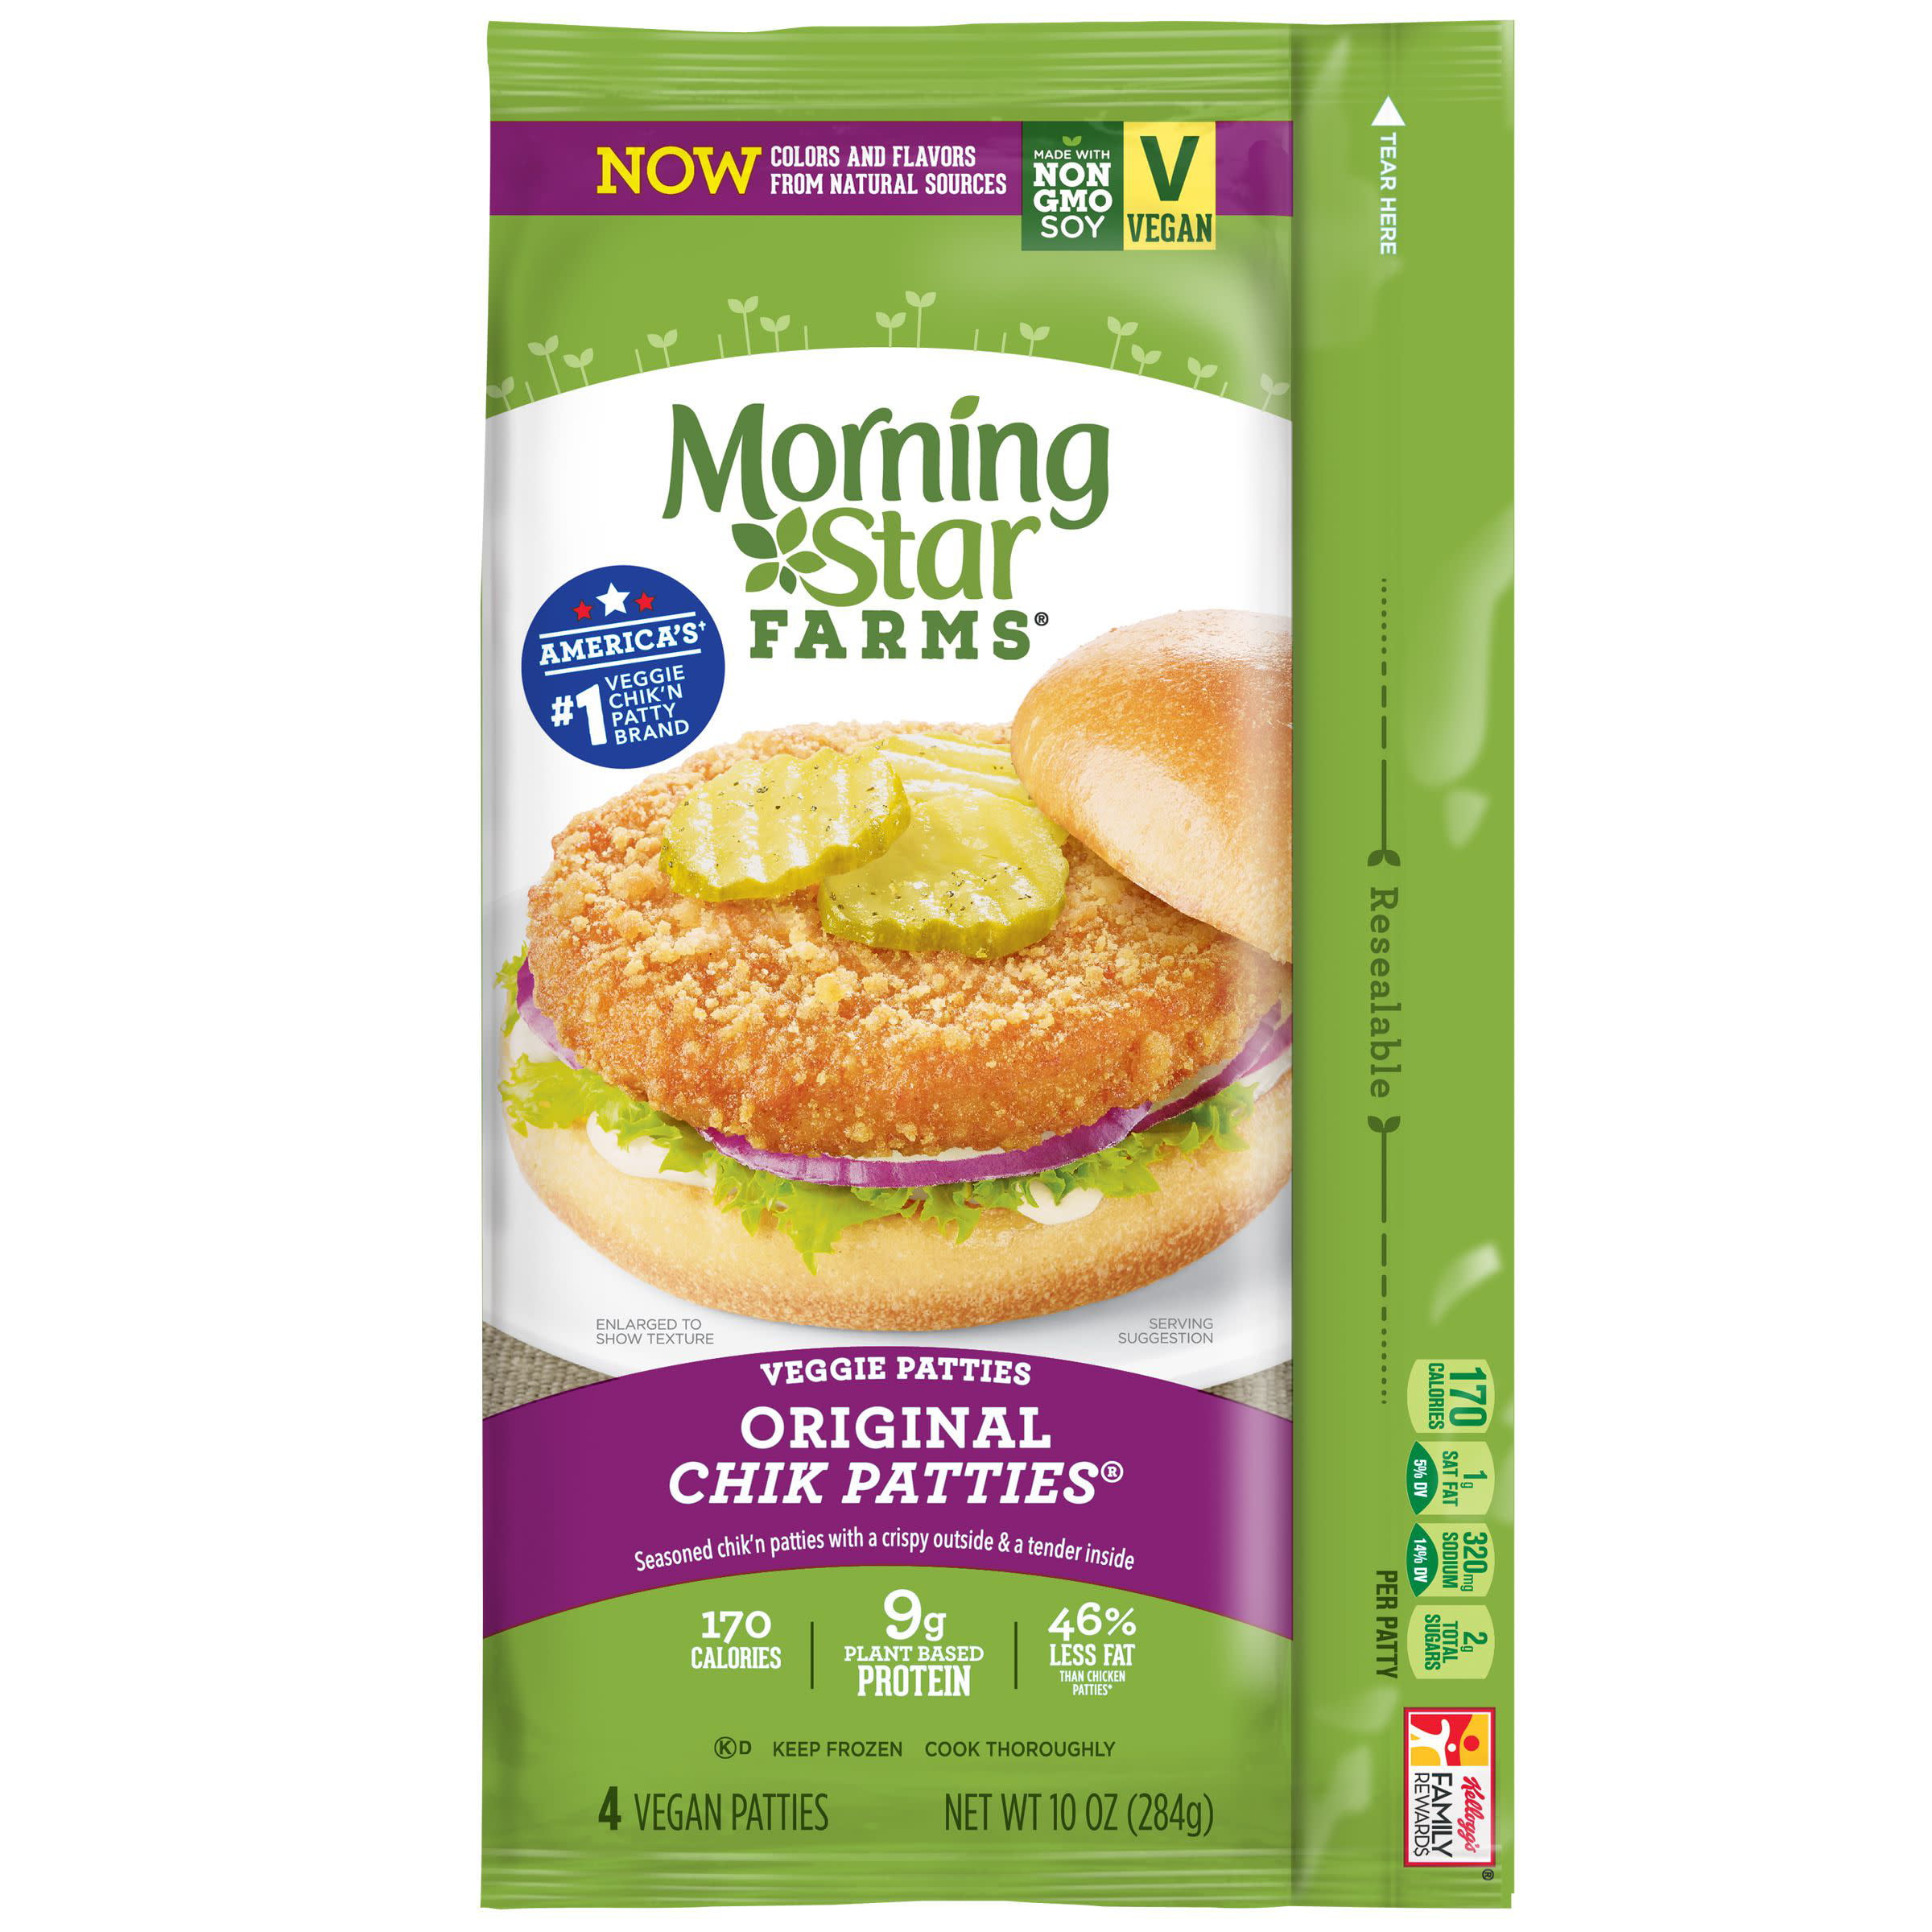 NOW COLORS AND FLAVORS
FROM NATURAL SOURCES
MADE WITH
NON
GMO
SOY
V
VEGAN
Morning
Star
FARMS®
AMERICA'S†
#1 VEGGIE
CHIK'N
PATTY
BRAND
ENLARGED TO
SHOW TEXTURE
SERVING
SUGGESTION
VEGGIE PATTIES
ORIGINAL
CHIK PATTIES®
Seasoned chik'n patties with a crispy outside & a tender inside
170
CALORIES
9g
PLANT BASED
PROTEIN
46%
LESS FAT
THAN CHICKEN
PATTIES*
K D KEEP FROZEN COOK THOROUGHLY
4 VEGAN PATTIES
NET WT 10 OZ (284g)
TEAR HERE
Resealable
170
CALORIES
1g
SAT FAT
5% DV
320mg
SODIUM
14% DV
2g
TOTAL
SUGARS
PER PATTY
Kellogg's
FAMILY
REWARDS
®